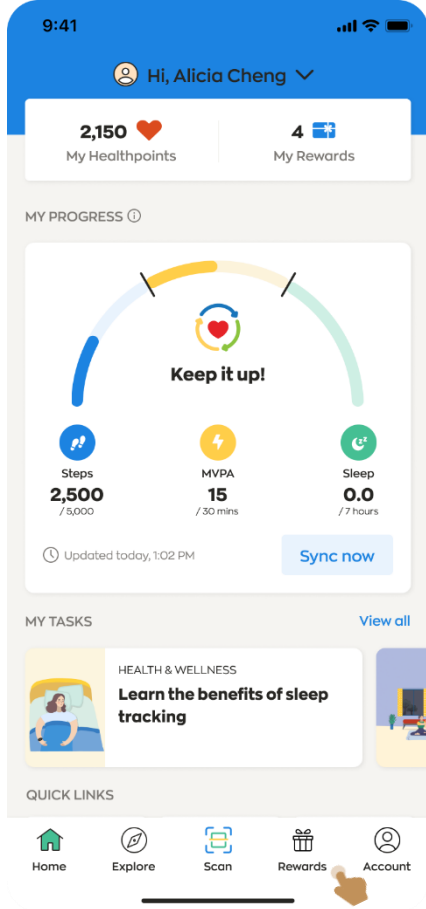 9:41
Hi, Alicia Cheng
2,150
My Healthpoints
4
My Rewards
MY PROGRESS
Keep it up!
Steps
2,500
/ 5,000
MVPA
15
/ 30 mins
Sleep
0.0
/ 7 hours
Updated today, 1:02 PM
Sync now
MY TASKS
View all
HEALTH & WELLNESS
Learn the benefits of sleep
tracking
QUICK LINKS
Home
Explore
Scan
Rewards
Account